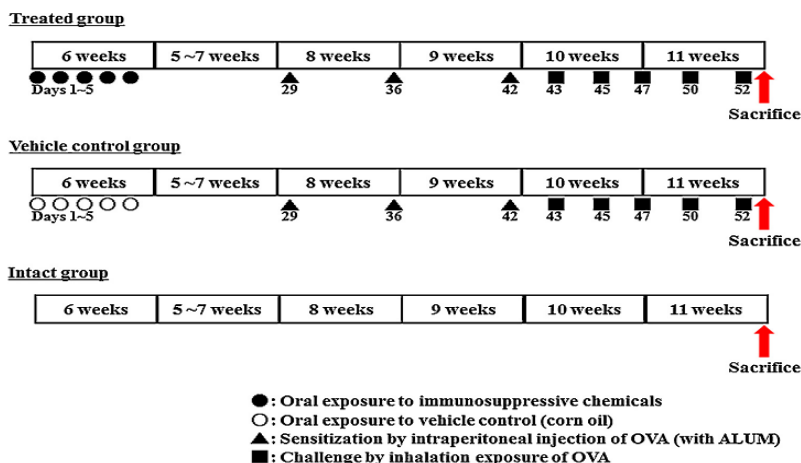 Treated group
6 weeks 5 ~7 weeks 8 weeks 9 weeks 10 weeks 11 weeks
Days 1~5 29 36 42 43 45 47 50 52
Sacrifice
Vehicle control group
6 weeks 5 ~7 weeks 8 weeks 9 weeks 10 weeks 11 weeks
Days 1~5 29 36 42 43 45 47 50 52
Sacrifice
Intact group
6 weeks 5 ~7 weeks 8 weeks 9 weeks 10 weeks 11 weeks
Sacrifice
: Oral exposure to immunosuppressive chemicals
: Oral exposure to vehicle control (corn oil)
: Sensitization by intraperitoneal injection of OVA (with ALUM)
: Challenge by inhalation exposure of OVA